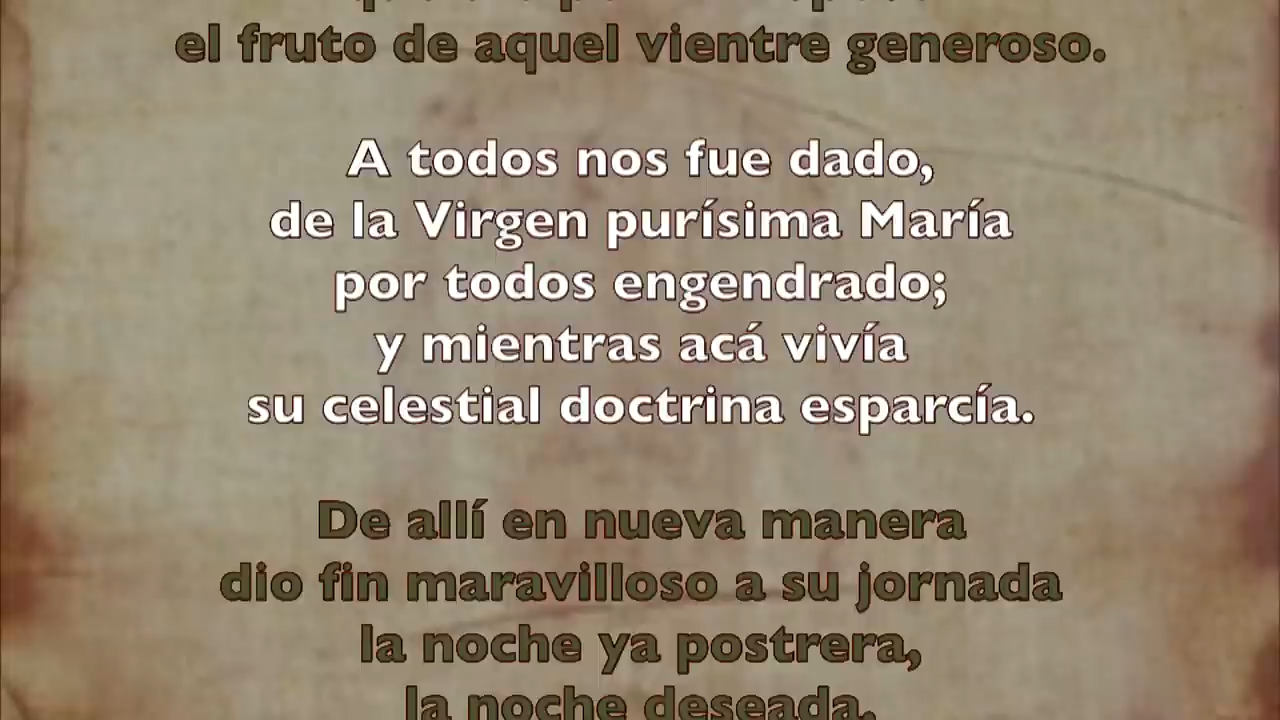 el fruto de aquel vientre generoso.
A todos nos fue dado,
de la Virgen purísima María
por todos engendrado;
y mientras acá vivía
su celestial doctrina esparcía.
De allí en nueva manera
dio fin maravilloso a su jornada
la noche ya postrera,
la noche deseada,